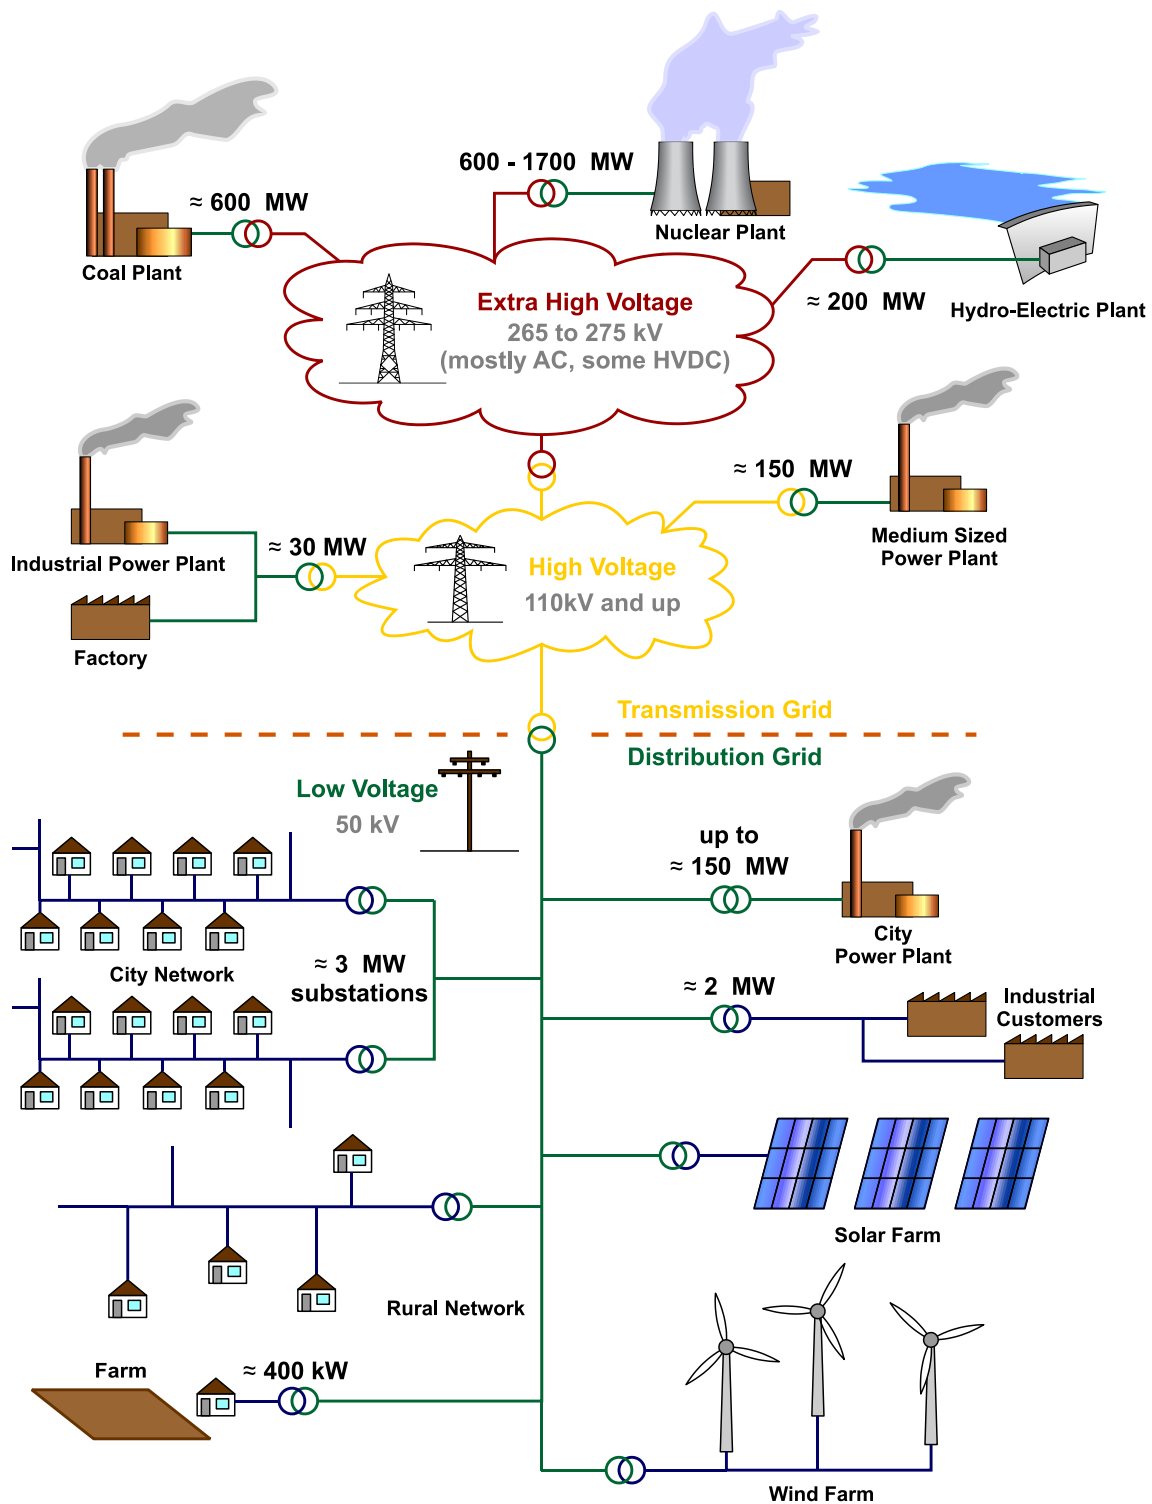 600 - 1700  MW
≈ 600  MW
Nuclear Plant
Coal Plant
≈ 200  MW
Hydro-Electric Plant
Extra High Voltage
265 to 275 kV
(mostly AC, some HVDC)
≈ 150  MW
Medium Sized
Power Plant
≈ 30 MW
Industrial Power Plant
High Voltage
110kV and up
Factory
Transmission Grid
Distribution Grid
Low Voltage
50 kV
up to
≈ 150  MW
City
Power Plant
City Network
≈ 3  MW
substations
≈ 2  MW
Industrial
Customers
Solar Farm
Rural Network
Farm
≈ 400 kW
Wind Farm